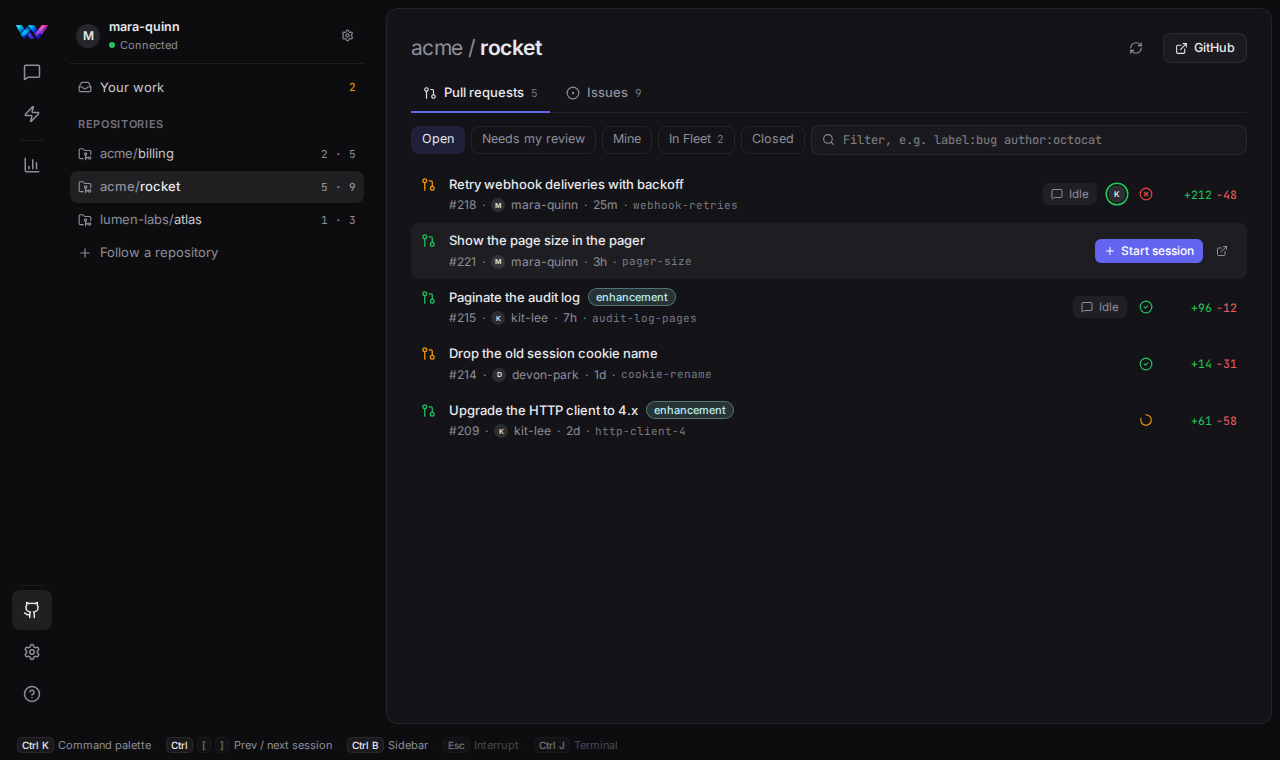 M mara-quinn
Connected
Your work 2
REPOSITORIES
acme/billing 2 · 5
acme/rocket 5 · 9
lumen-labs/atlas 1 · 3
Follow a repository
acme / rocket
GitHub
Pull requests 5 Issues 9
Open Needs my review Mine In Fleet 2 Closed Filter, e.g. label:bug author:octocat
Retry webhook deliveries with backoff
#218 · M mara-quinn · 25m · webhook-retries
Idle K +212 -48
Show the page size in the pager
#221 · M mara-quinn · 3h · pager-size
Start session
Paginate the audit log enhancement
#215 · K kit-lee · 7h · audit-log-pages
Idle +96 -12
Drop the old session cookie name
#214 · D devon-park · 1d · cookie-rename
+14 -31
Upgrade the HTTP client to 4.x enhancement
#209 · K kit-lee · 2d · http-client-4
+61 -58
Ctrl K Command palette Ctrl [ ] Prev / next session Ctrl B Sidebar Esc Interrupt Ctrl J Terminal